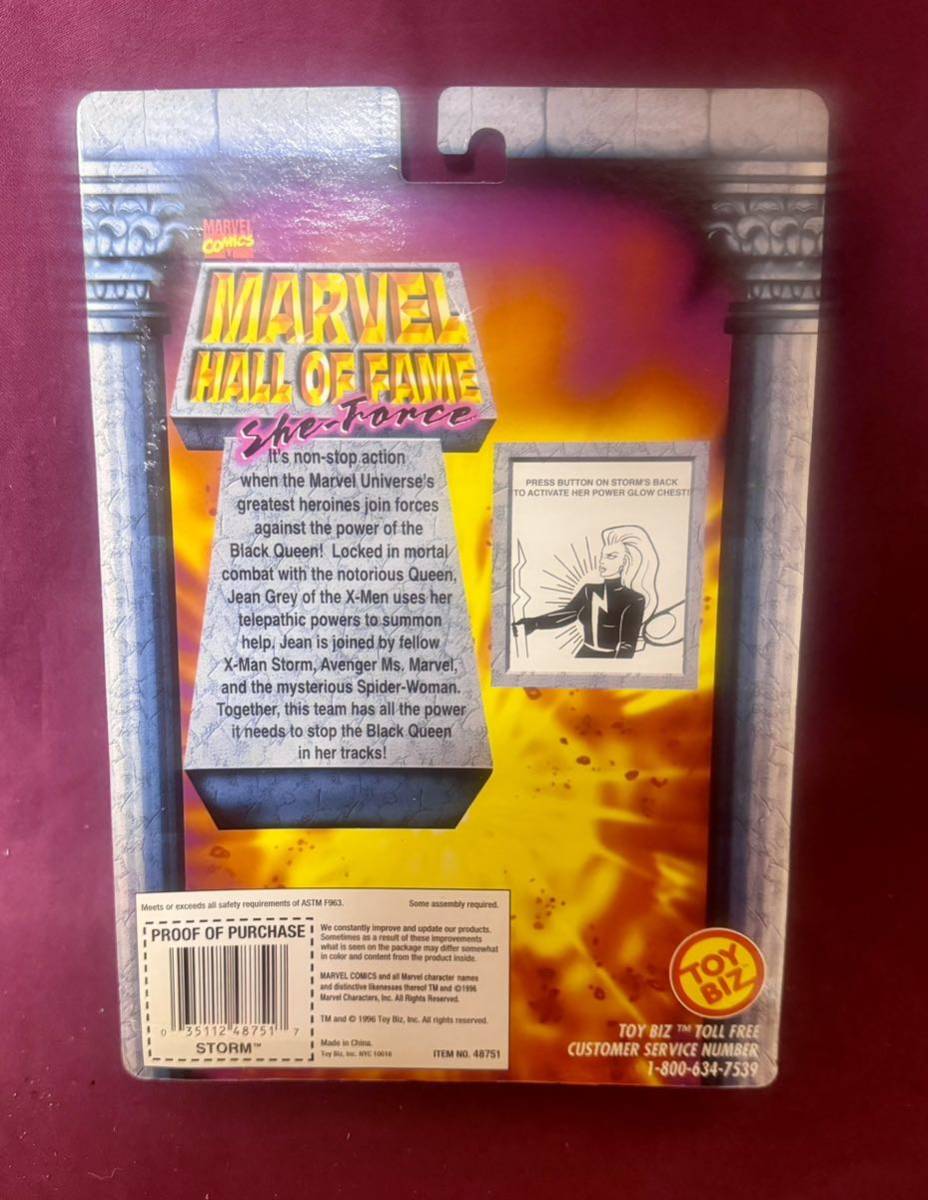 MARVEL
COMICS
MARVEL®
HALL OF FAME
She-Force
It's non-stop action
when the Marvel Universe's
greatest heroines join forces
against the power of the
Black Queen! Locked in mortal
combat with the notorious Queen,
Jean Grey of the X-Men uses her
telepathic powers to summon
help. Jean is joined by fellow
X-Man Storm, Avenger Ms. Marvel,
and the mysterious Spider-Woman.
Together, this team has all the power
it needs to stop the Black Queen
in her tracks!
PRESS BUTTON ON STORM'S BACK
TO ACTIVATE HER POWER GLOW CHEST!
Meets or exceeds all safety requirements of ASTM F963.
Some assembly required.
PROOF OF PURCHASE
0 35112 48751 7
STORM™
We constantly improve and update our products.
Sometimes as a result of these improvements
what is seen on the package may differ somewhat
in color and content from the product inside.
MARVEL COMICS and all Marvel character names
and distinctive likenesses thereof TM and ©1996
Marvel Characters, Inc. All Rights Reserved.
TM and © 1996 Toy Biz, Inc. All rights reserved.
Made in China.
Toy Biz, Inc. NYC 10016
ITEM NO. 48751
TOY
BIZ
TOY BIZ ™ TOLL FREE
CUSTOMER SERVICE NUMBER
1-800-634-7539